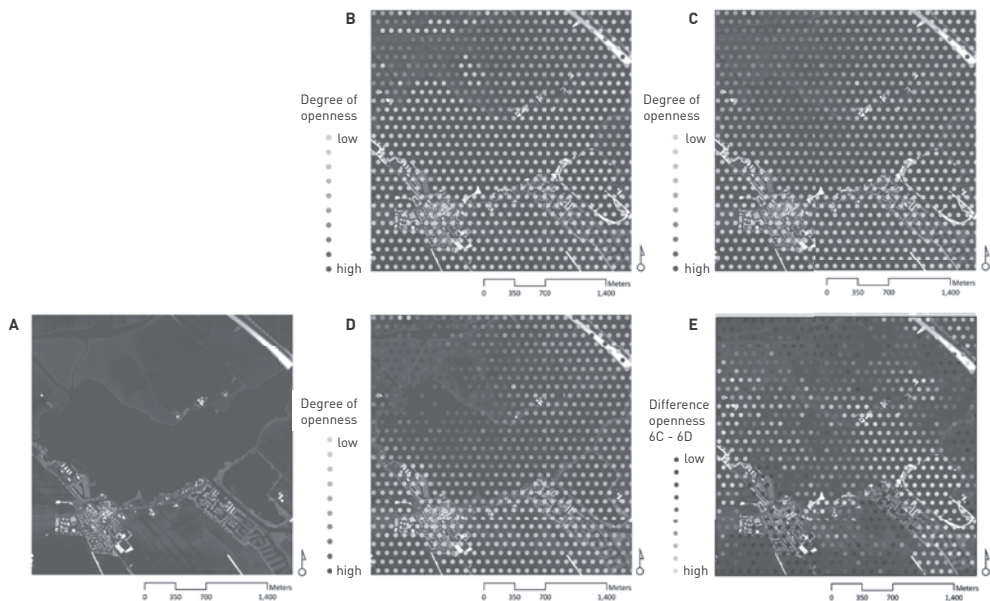 B
Degree of
openness
low
high
0 350 700 1,400
Meters
C
Degree of
openness
low
high
0 350 700 1,400
Meters
A
0 350 700 1,400
Meters
D
Degree of
openness
low
high
0 350 700 1,400
Meters
E
Difference
openness
6C - 6D
low
high
0 350 700 1,400
Meters